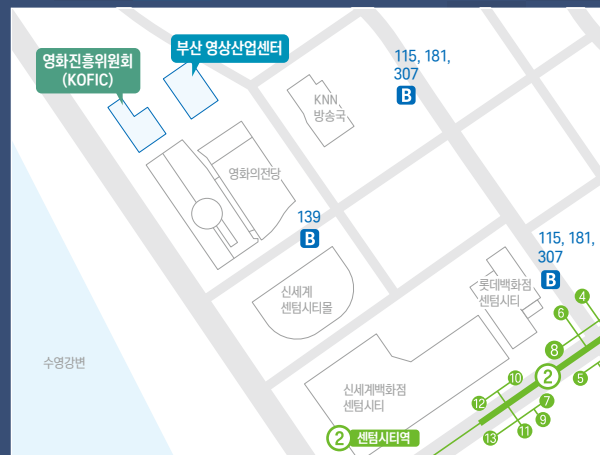 부산 영상산업센터
영화진흥위원회
(KOFIC)
115, 181,
307
B
KNN
방송국
영화의전당
139
B
115, 181,
307
B
신세계
센텀시티몰
롯데백화점
센텀시티
수영강변
신세계백화점
센텀시티
4
6
8
2
5
10
12
7
9
11
13
2 센텀시티역